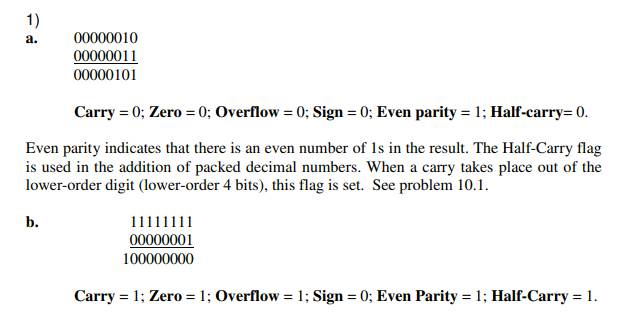 1)
a. 00000010
00000011
00000101
Carry = 0; Zero = 0; Overflow = 0; Sign = 0; Even parity = 1; Half-carry= 0.
Even parity indicates that there is an even number of 1s in the result. The Half-Carry flag
is used in the addition of packed decimal numbers. When a carry takes place out of the
lower-order digit (lower-order 4 bits), this flag is set. See problem 10.1.
b. 11111111
00000001
100000000
Carry = 1; Zero = 1; Overflow = 1; Sign = 0; Even Parity = 1; Half-Carry = 1.